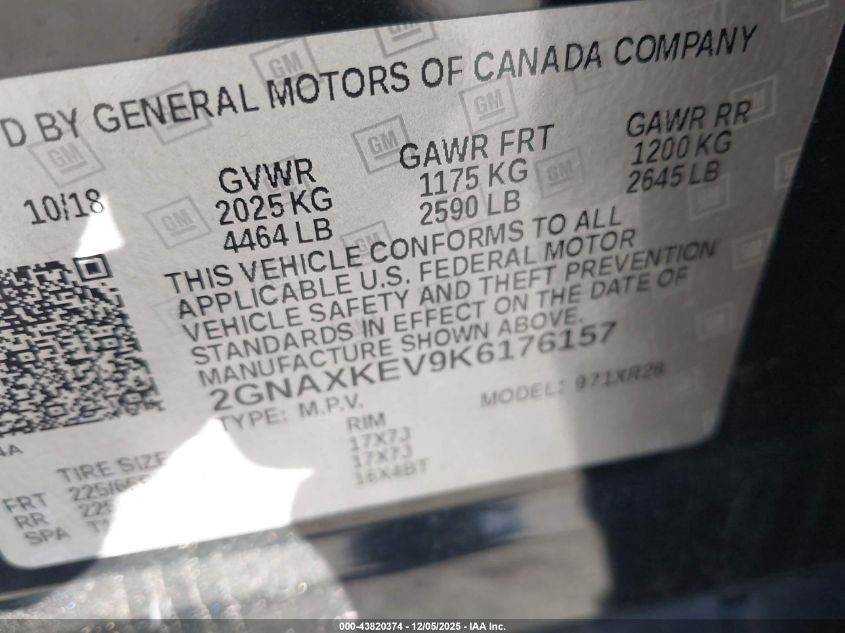 D BY GENERAL MOTORS OF CANADA COMPANY
10/18
GVWR
2025 KG
4464 LB
GAWR FRT
1175 KG
2590 LB
GAWR RR
1200 KG
2645 LB
THIS VEHICLE CONFORMS TO ALL
APPLICABLE U.S. FEDERAL MOTOR
VEHICLE SAFETY AND THEFT PREVENTION
STANDARDS IN EFFECT ON THE DATE OF
MANUFACTURE SHOWN ABOVE.
2GNAXKEV9K6176157
TYPE: M.P.V.
MODEL: 971XR26
TIRE SIZE
RIM
FRT 225/65 17X7J
RR 17X7J
SPA 16X4BT
000-43820374 - 12/05/2025 - IAA Inc.